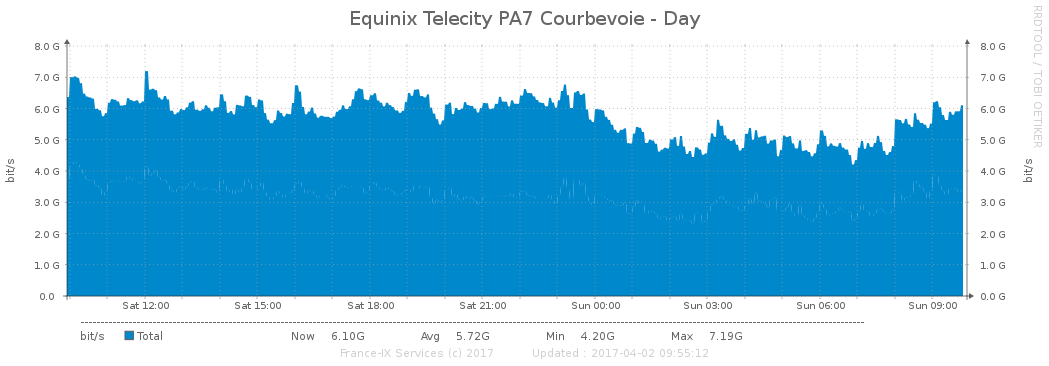 Equinix Telecity PA7 Courbevoie - Day
RRDTOOL / TOBI OETIKER
bit/s
8.0 G 8.0 G
7.0 G 7.0 G
6.0 G 6.0 G
5.0 G 5.0 G
4.0 G 4.0 G
3.0 G 3.0 G
2.0 G 2.0 G
1.0 G 1.0 G
0.0 0.0 G
bit/s
Sat 12:00 Sat 15:00 Sat 18:00 Sat 21:00 Sun 00:00 Sun 03:00 Sun 06:00 Sun 09:00
bit/s Total Now 6.10G Avg 5.72G Min 4.20G Max 7.19G
France-IX Services (c) 2017 Updated : 2017-04-02 09:55:12